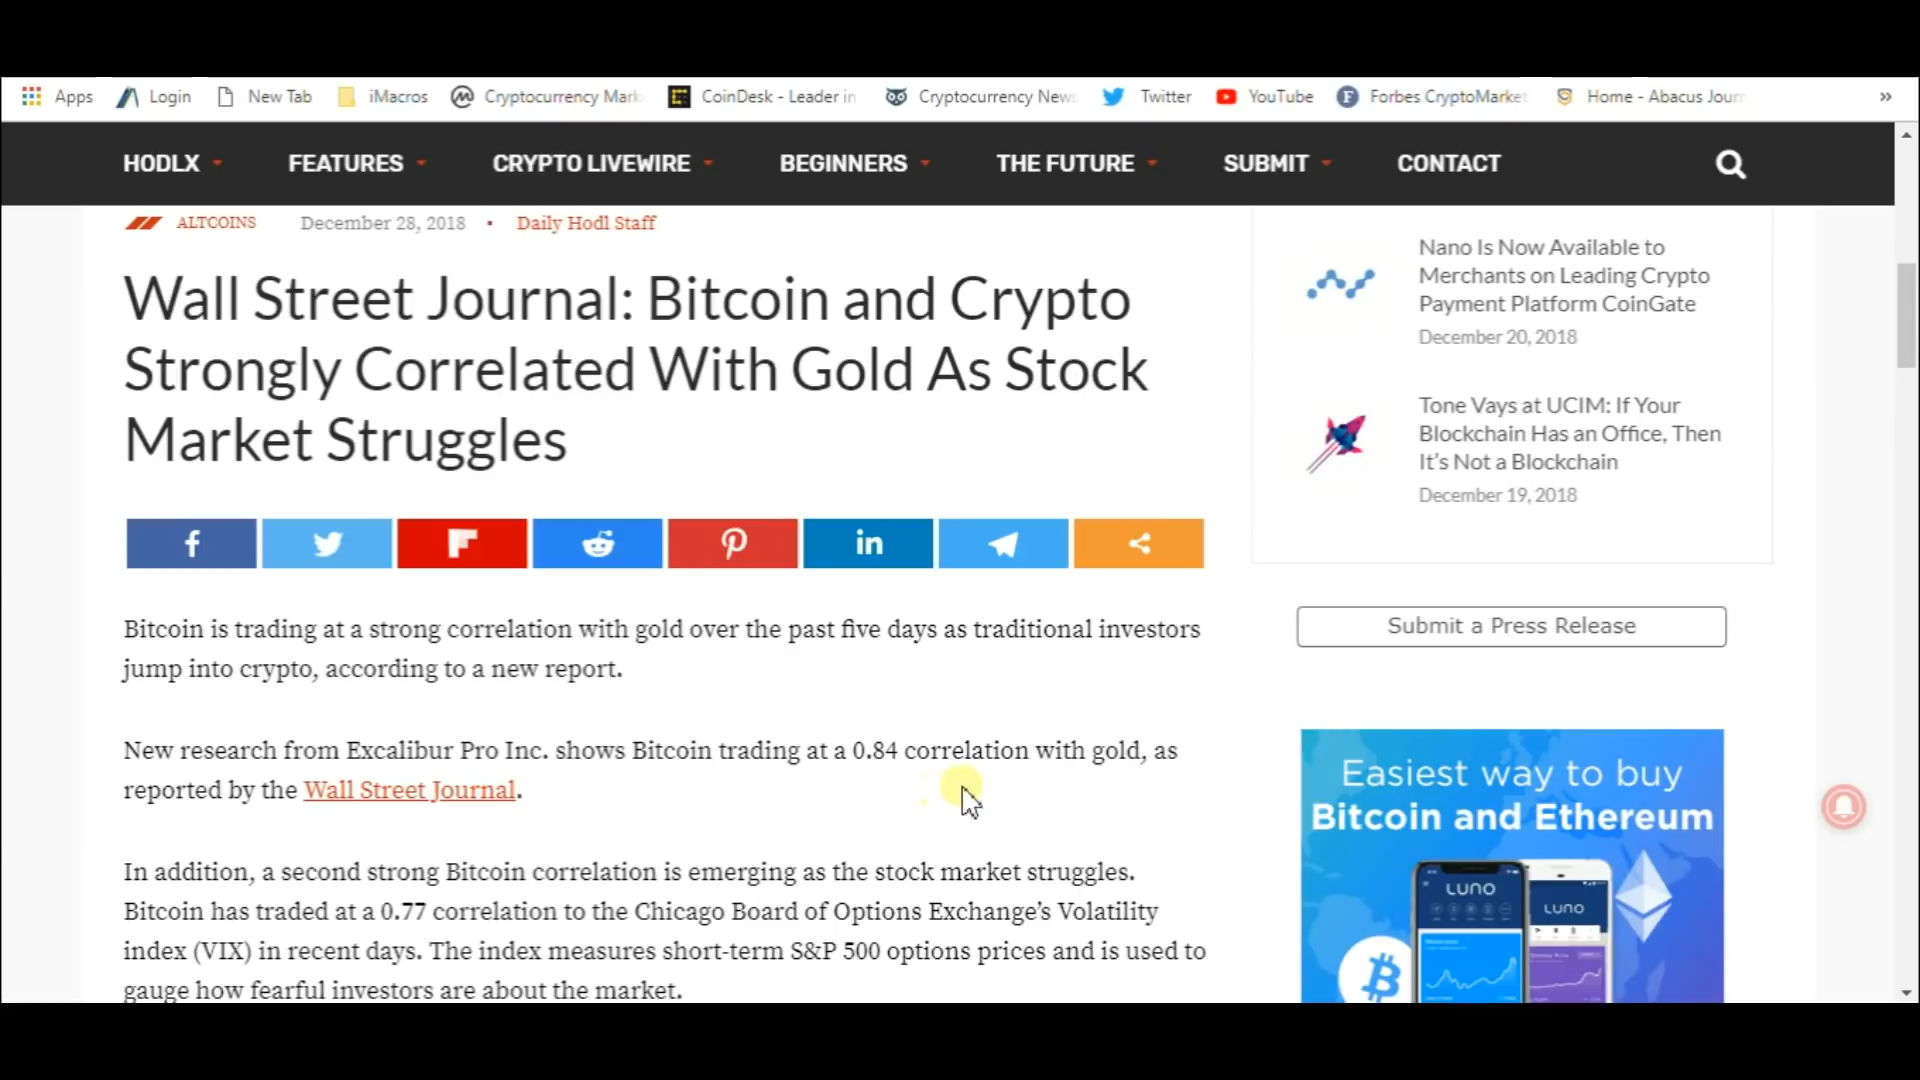 Apps Login New Tab iMacros Cryptocurrency Mark CoinDesk - Leader in Cryptocurrency News Twitter YouTube Forbes CryptoMarket Home - Abacus Journ »
HODLX FEATURES CRYPTO LIVEWIRE BEGINNERS THE FUTURE SUBMIT CONTACT
ALTCOINS December 28, 2018 • Daily Hodl Staff
Wall Street Journal: Bitcoin and Crypto
Strongly Correlated With Gold As Stock
Market Struggles
Bitcoin is trading at a strong correlation with gold over the past five days as traditional investors
jump into crypto, according to a new report.
New research from Excalibur Pro Inc. shows Bitcoin trading at a 0.84 correlation with gold, as
reported by the Wall Street Journal.
In addition, a second strong Bitcoin correlation is emerging as the stock market struggles.
Bitcoin has traded at a 0.77 correlation to the Chicago Board of Options Exchange's Volatility
index (VIX) in recent days. The index measures short-term S&P 500 options prices and is used to
gauge how fearful investors are about the market.
Nano Is Now Available to
Merchants on Leading Crypto
Payment Platform CoinGate
December 20, 2018
Tone Vays at UCIM: If Your
Blockchain Has an Office, Then
It's Not a Blockchain
December 19, 2018
Submit a Press Release
Easiest way to buy
Bitcoin and Ethereum
LUNO
LUNO